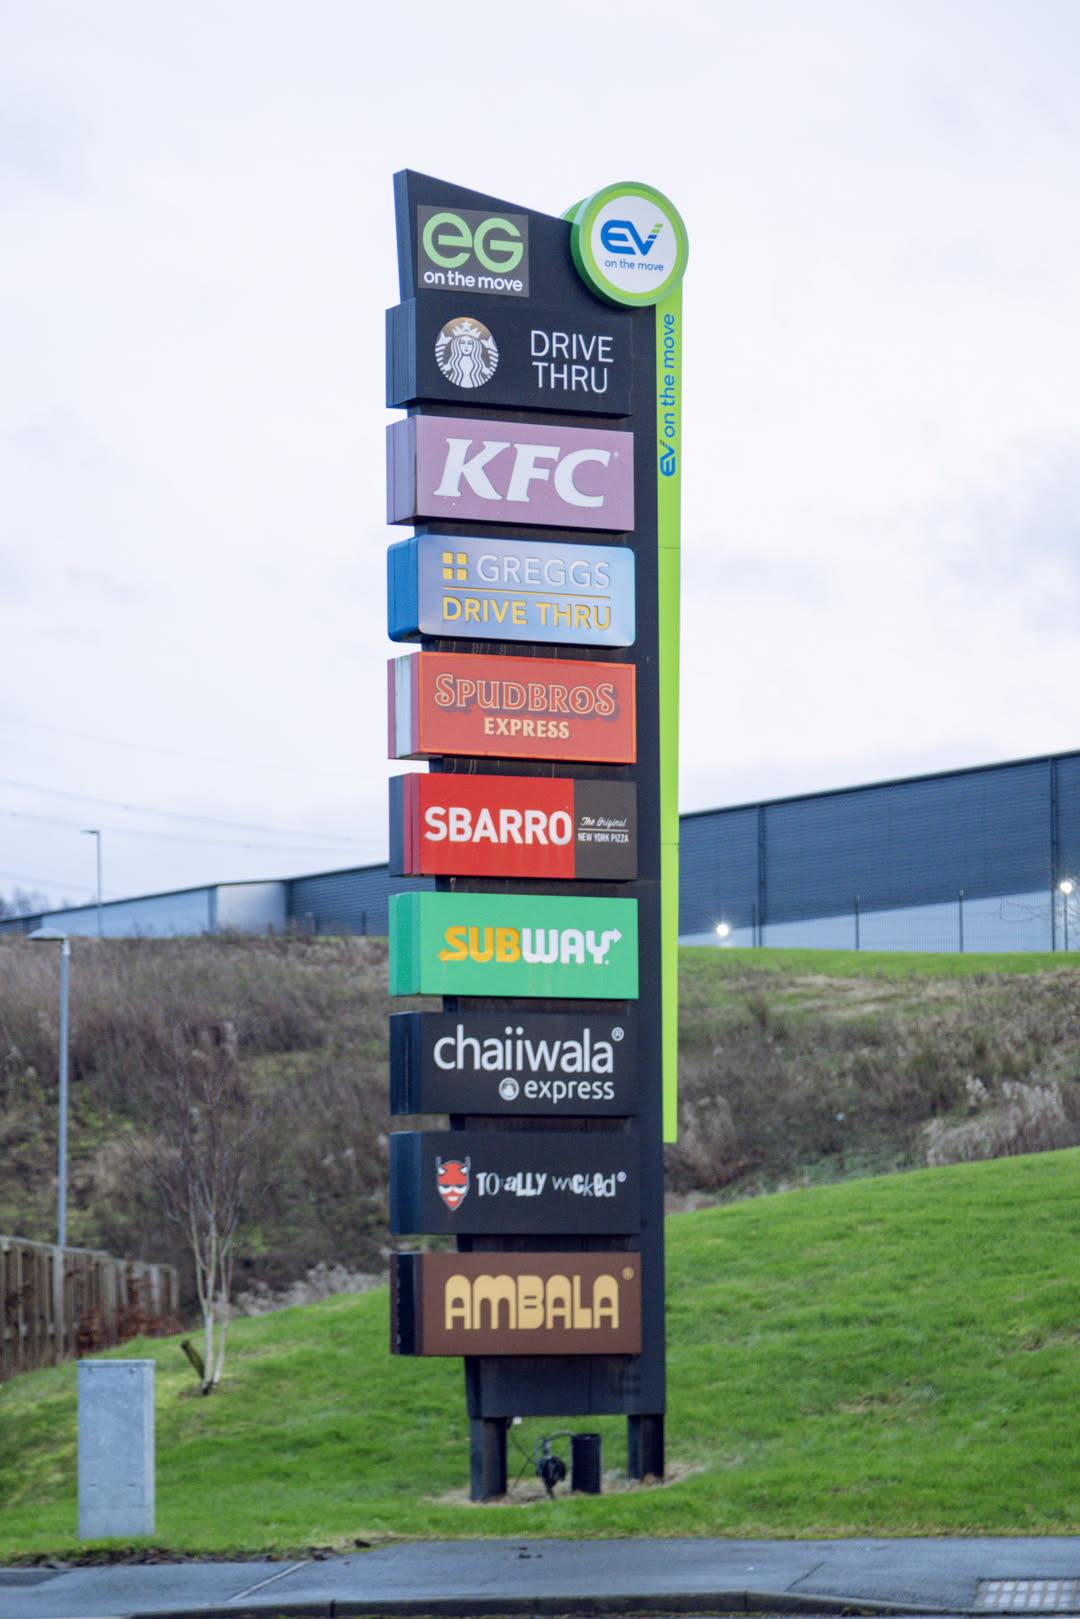 eG
on the move
EV
on the move
EV on the move
DRIVE
THRU
KFC
GREGGS
DRIVE THRU
SPUDBROS
EXPRESS
SBARRO
The Original
NEW YORK PIZZA
SUBWAY
chaiiwala®
express
TOtALLY wicked®
AMBALA®